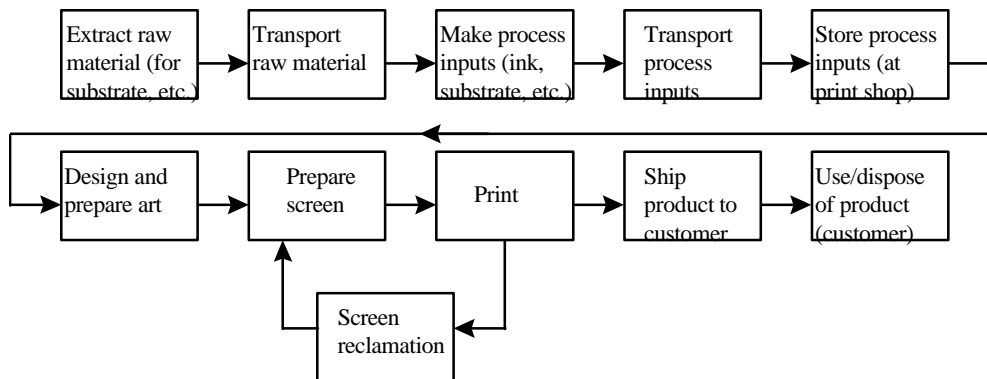 Extract raw
material (for
substrate, etc.)
Transport
raw material
Make process
inputs (ink,
substrate, etc.)
Transport
process
inputs
Store process
inputs (at
print shop)
Design and
prepare art
Prepare
screen
Print
Ship
product to
customer
Use/dispose
of product
(customer)
Screen
reclamation